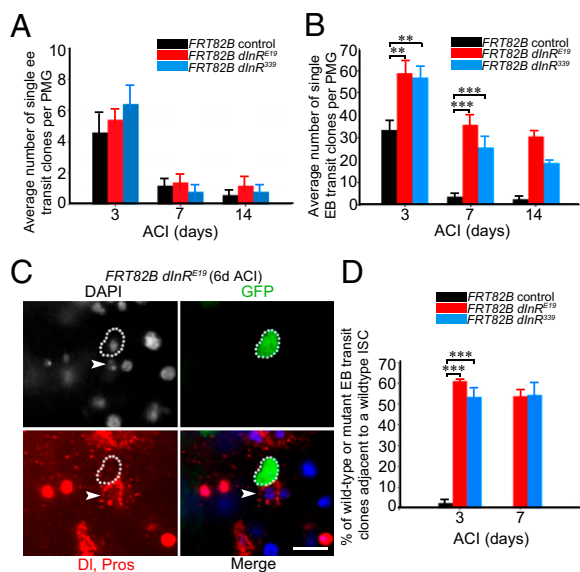 A
FRT82B control
FRT82B dInR^E19
FRT82B dInR^339
Average number of single ee
transit clones per PMG
8
6
4
2
0
3
7
14
ACI (days)
B
FRT82B control
FRT82B dInR^E19
FRT82B dInR^339
Average number of single
EB transit clones per PMG
70
60
50
40
30
20
10
0
**
**
***
***
3
7
14
ACI (days)
C
FRT82B dInR^E19 (6d ACI)
DAPI
GFP
Dl, Pros
Merge
D
FRT82B control
FRT82B dInR^E19
FRT82B dInR^339
% of wild-type or mutant EB transit
clones adjacent to a wildtype ISC
70
60
50
40
30
20
10
0
***
***
3
7
ACI (days)